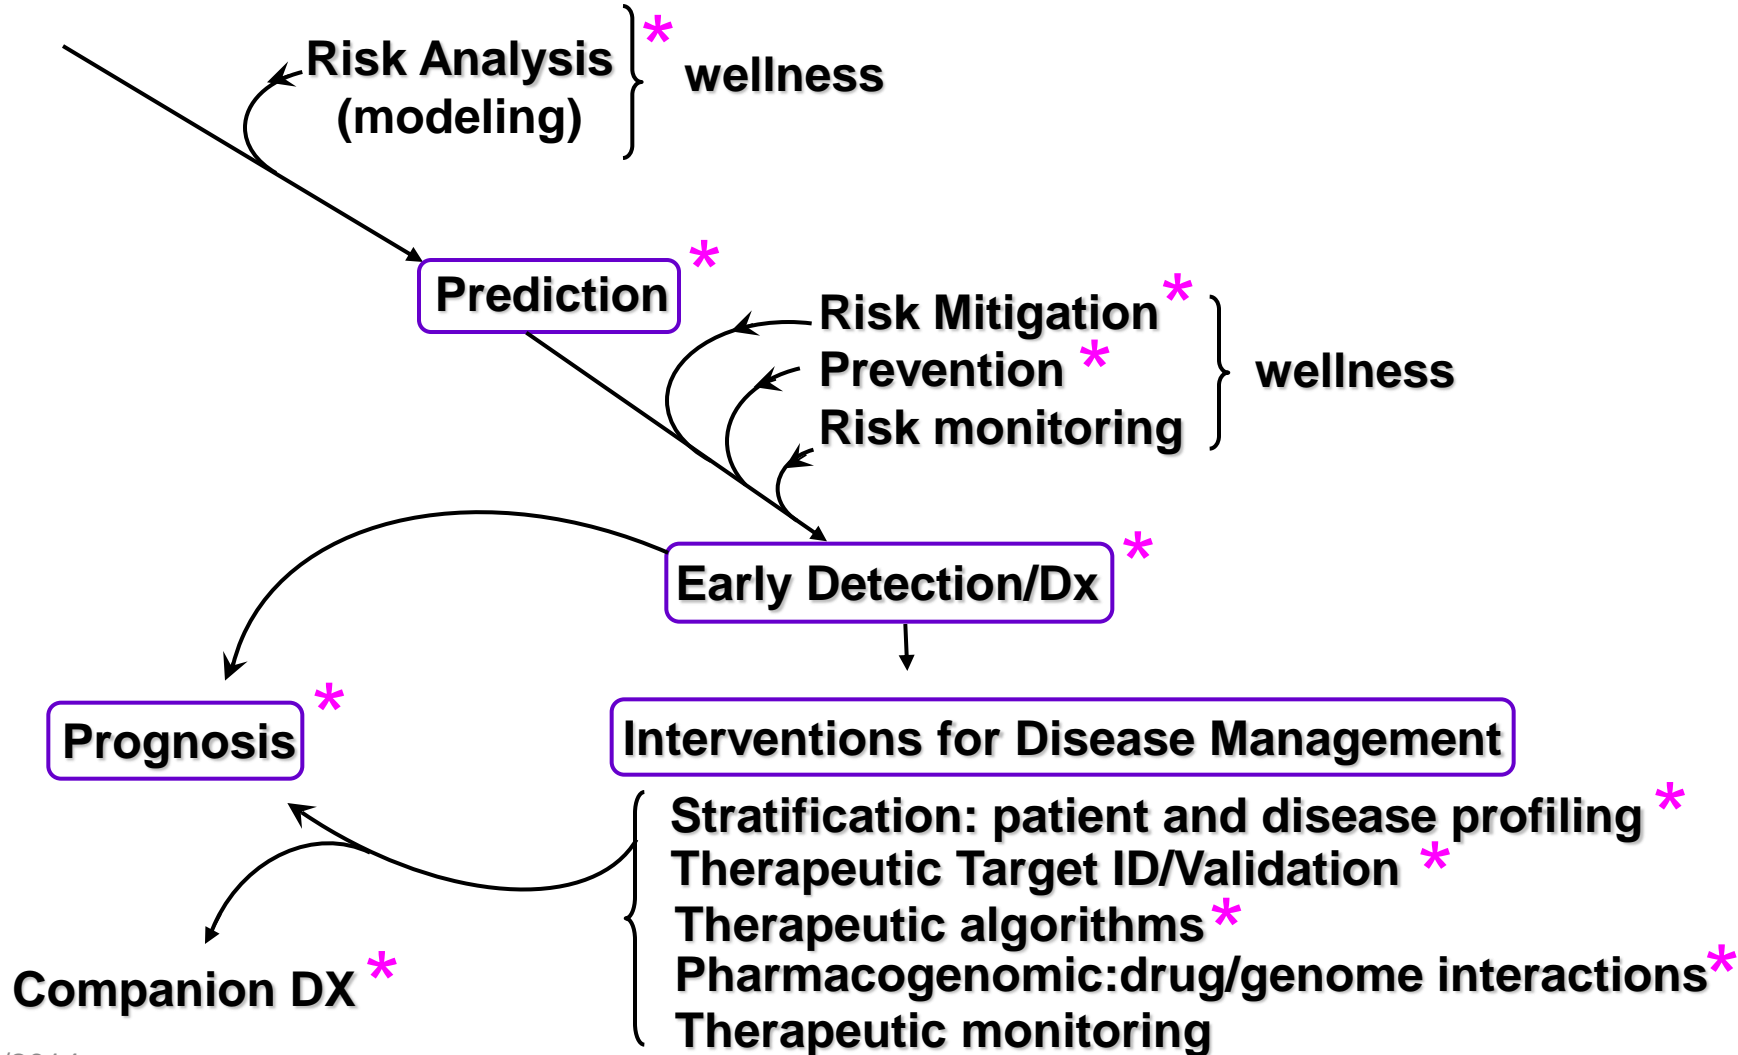 Risk Analysis *
(modeling)
wellness
Prediction *
Risk Mitigation *
Prevention *
Risk monitoring
wellness
Early Detection/Dx *
Prognosis *
Interventions for Disease Management
Stratification: patient and disease profiling *
Therapeutic Target ID/Validation *
Therapeutic algorithms *
Pharmacogenomic:drug/genome interactions *
Therapeutic monitoring
Companion DX *